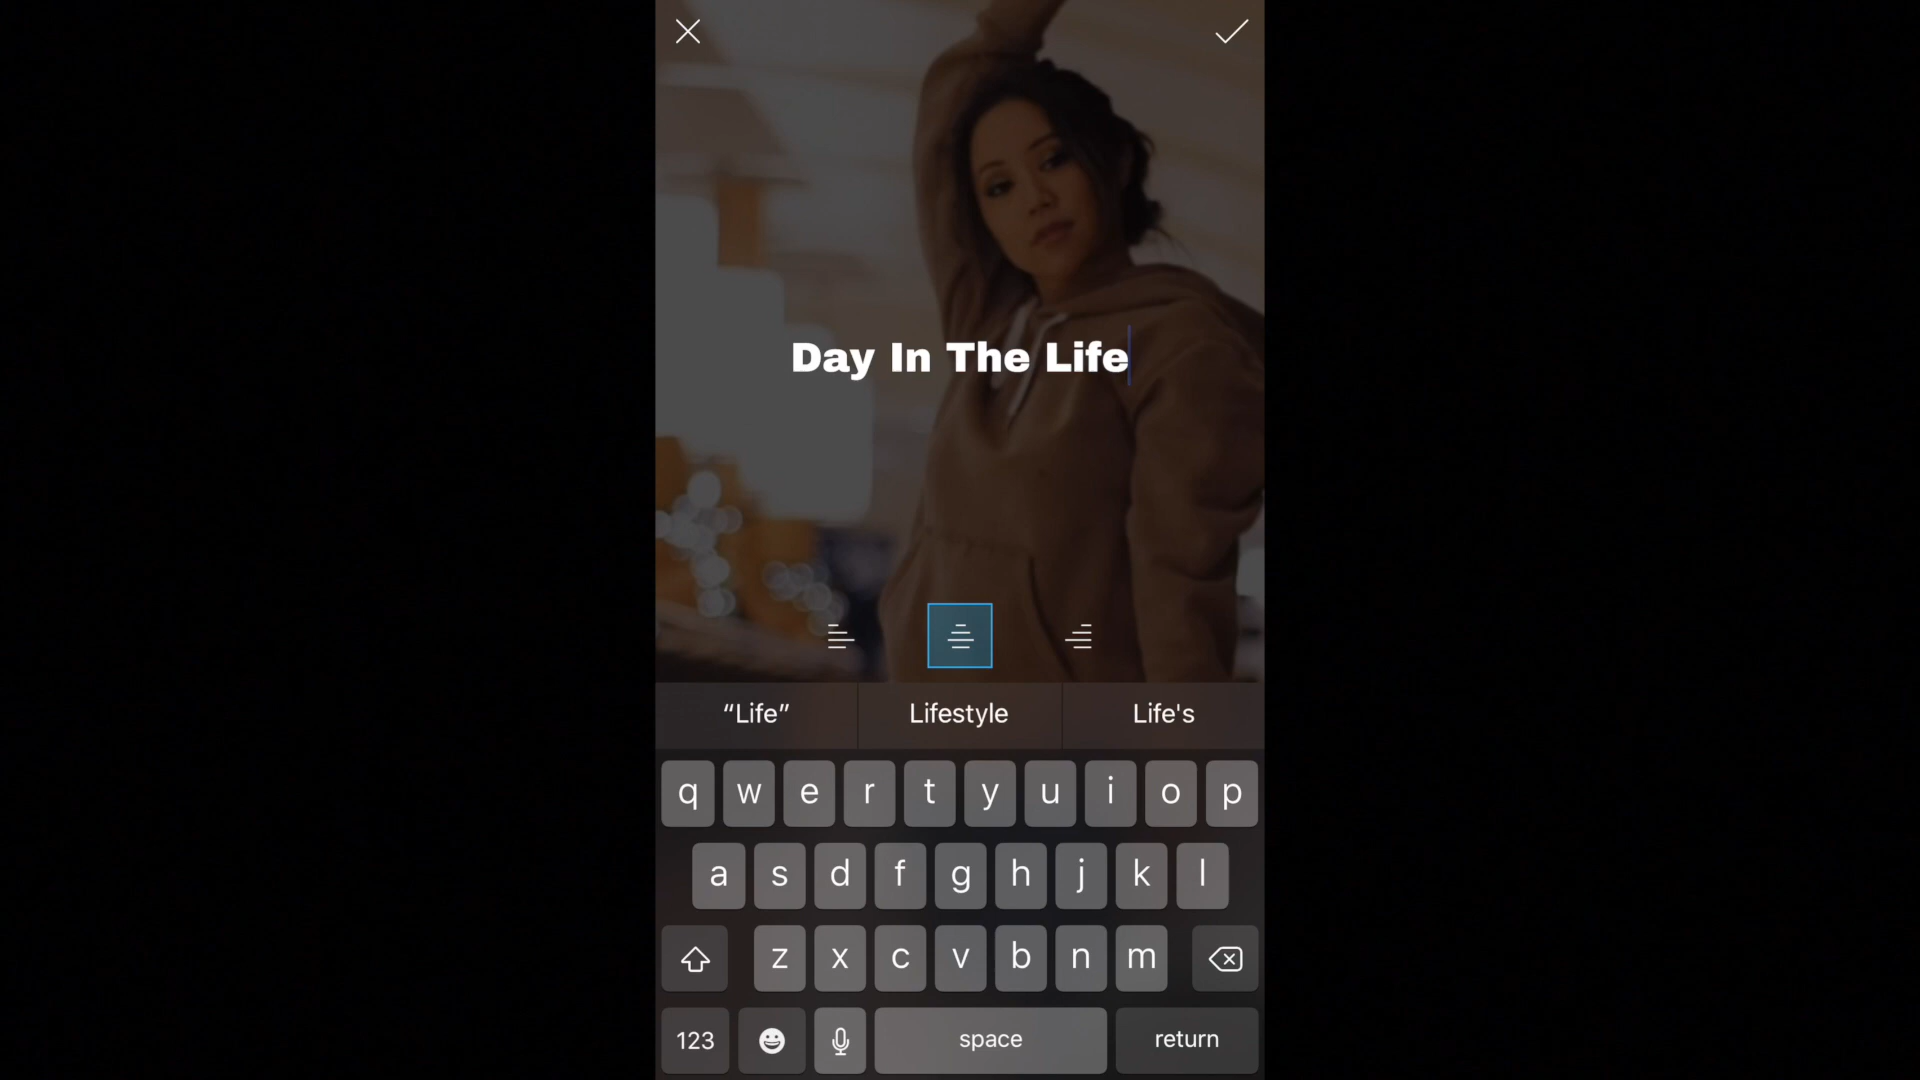 Day In The Life
“Life” Lifestyle Life's
q w e r t y u i o p
a s d f g h j k l
z x c v b n m
123 space return